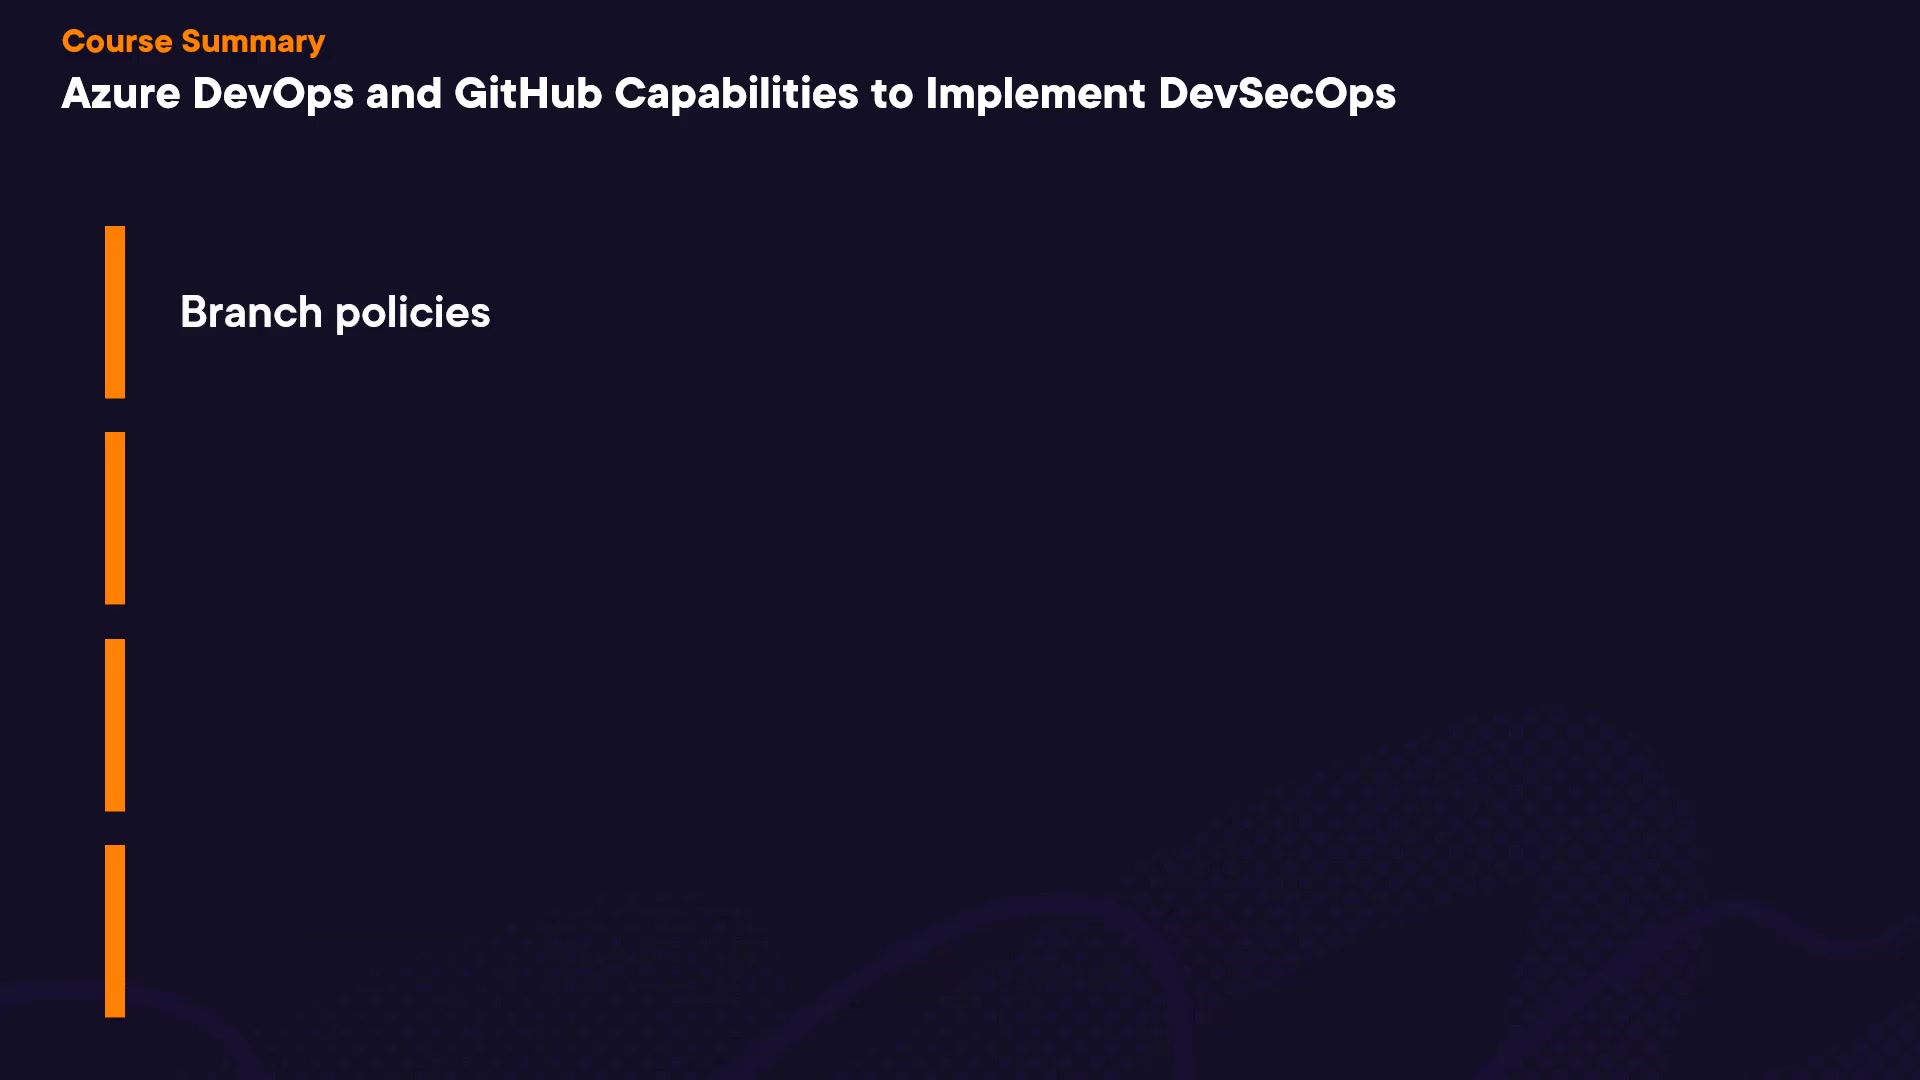 Course Summary
Azure DevOps and GitHub Capabilities to Implement DevSecOps
Branch policies